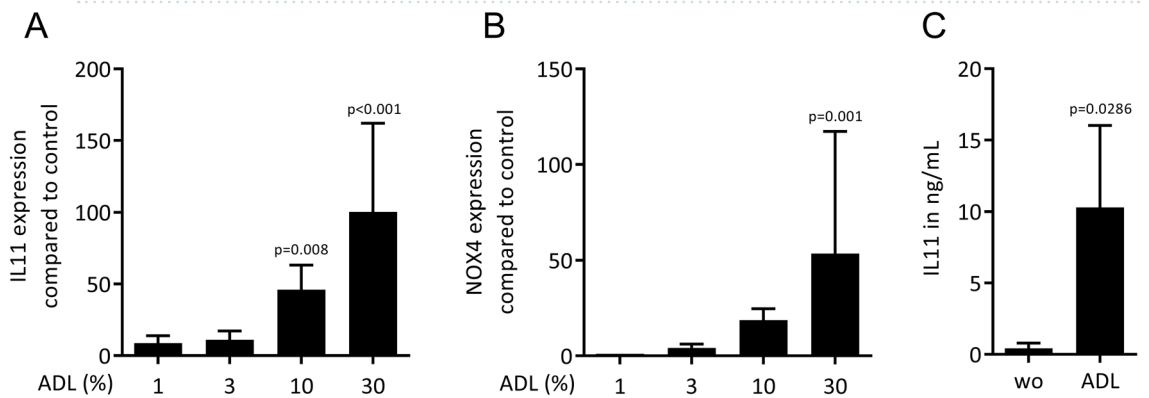 A
IL11 expression
compared to control
200
150
100
50
0
p=0.008
p<0.001
ADL (%)
1
3
10
30
B
NOX4 expression
compared to control
150
100
50
0
p=0.001
ADL (%)
1
3
10
30
C
IL11 in ng/mL
20
15
10
5
0
p=0.0286
wo
ADL